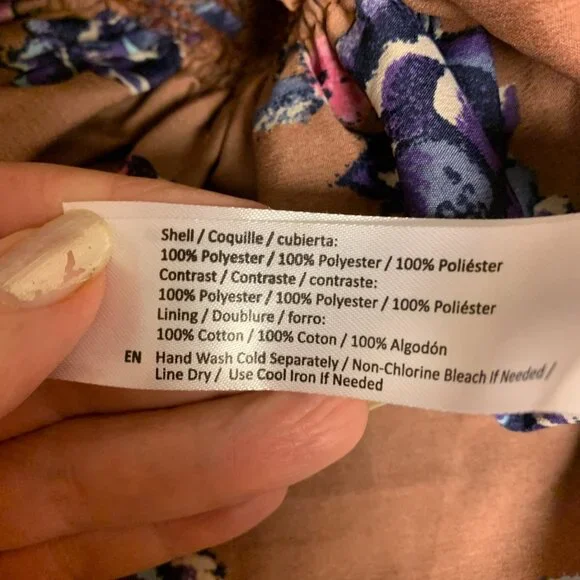 Shell / Coquille / cubierta:
100% Polyester / 100% Polyester / 100% Poliéster
Contrast / Contraste / contraste:
100% Polyester / 100% Polyester / 100% Poliéster
Lining / Doublure / forro:
100% Cotton / 100% Coton / 100% Algodón
EN Hand Wash Cold Separately / Non-Chlorine Bleach If Needed /
Line Dry / Use Cool Iron If Needed